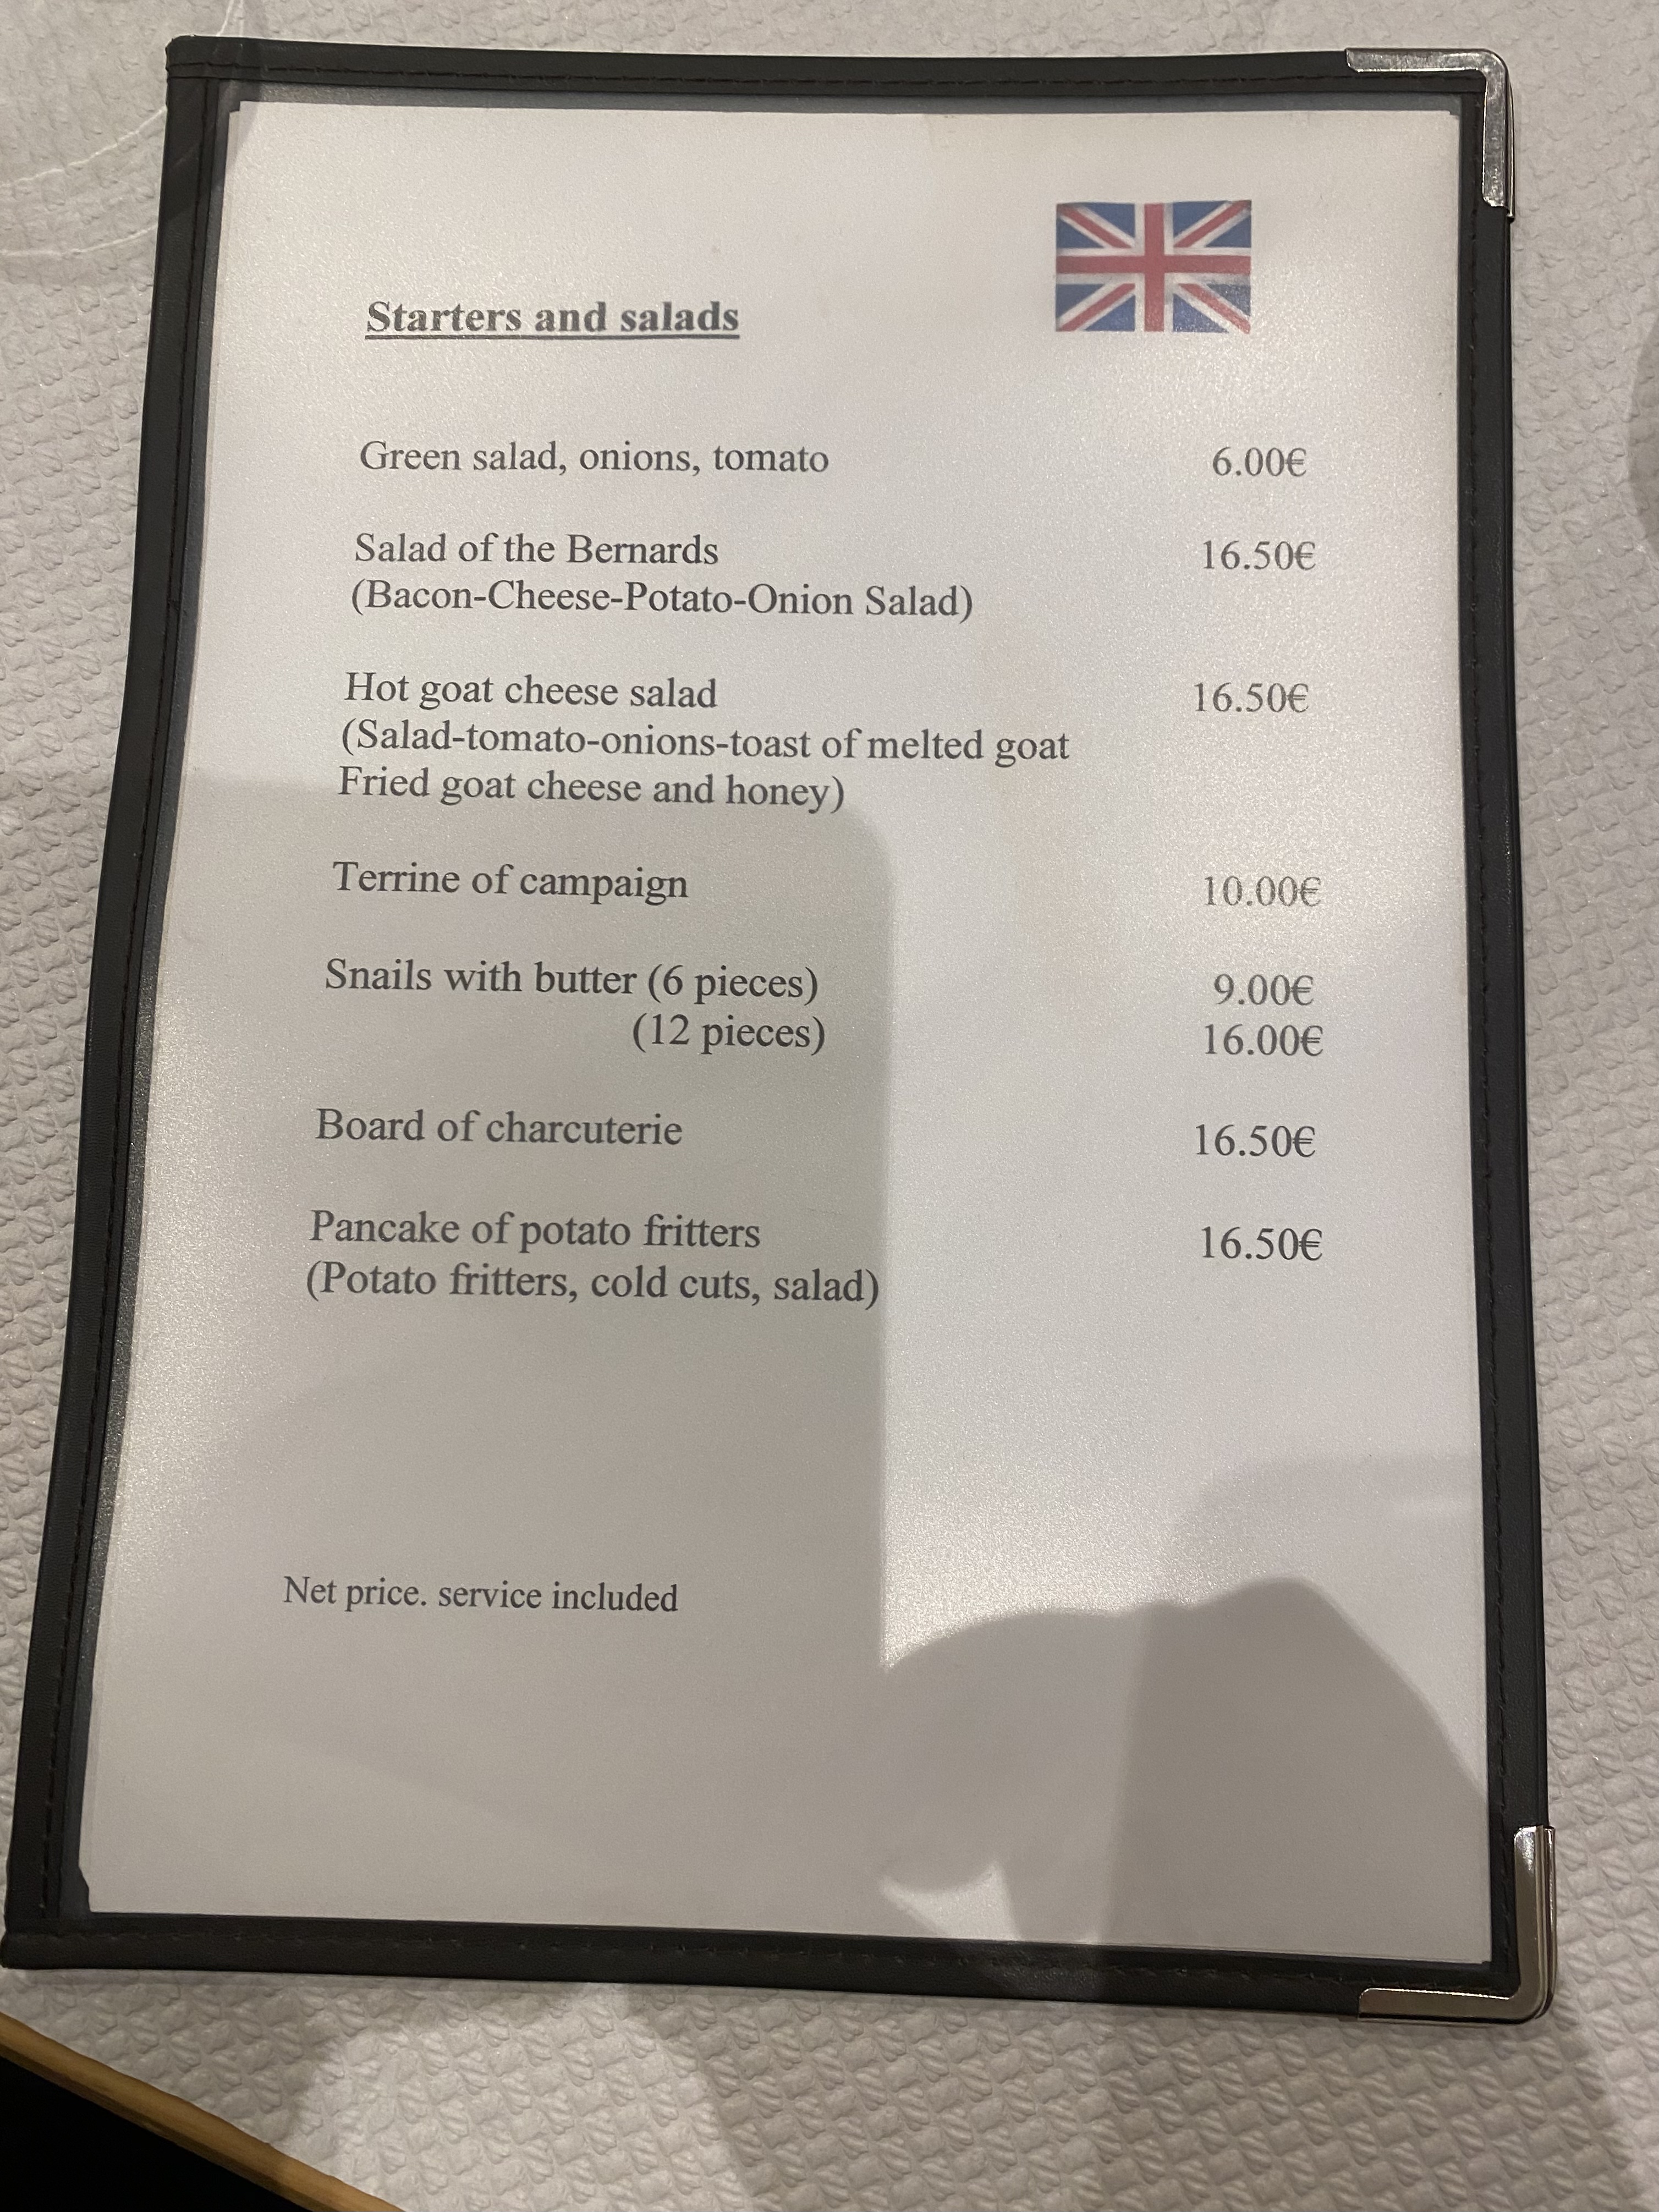 Starters and salads
Green salad, onions, tomato 6.00€
Salad of the Bernards 16.50€
(Bacon-Cheese-Potato-Onion Salad)
Hot goat cheese salad 16.50€
(Salad-tomato-onions-toast of melted goat
Fried goat cheese and honey)
Terrine of campaign 10.00€
Snails with butter (6 pieces) 9.00€
(12 pieces) 16.00€
Board of charcuterie 16.50€
Pancake of potato fritters 16.50€
(Potato fritters, cold cuts, salad)
Net price. service included